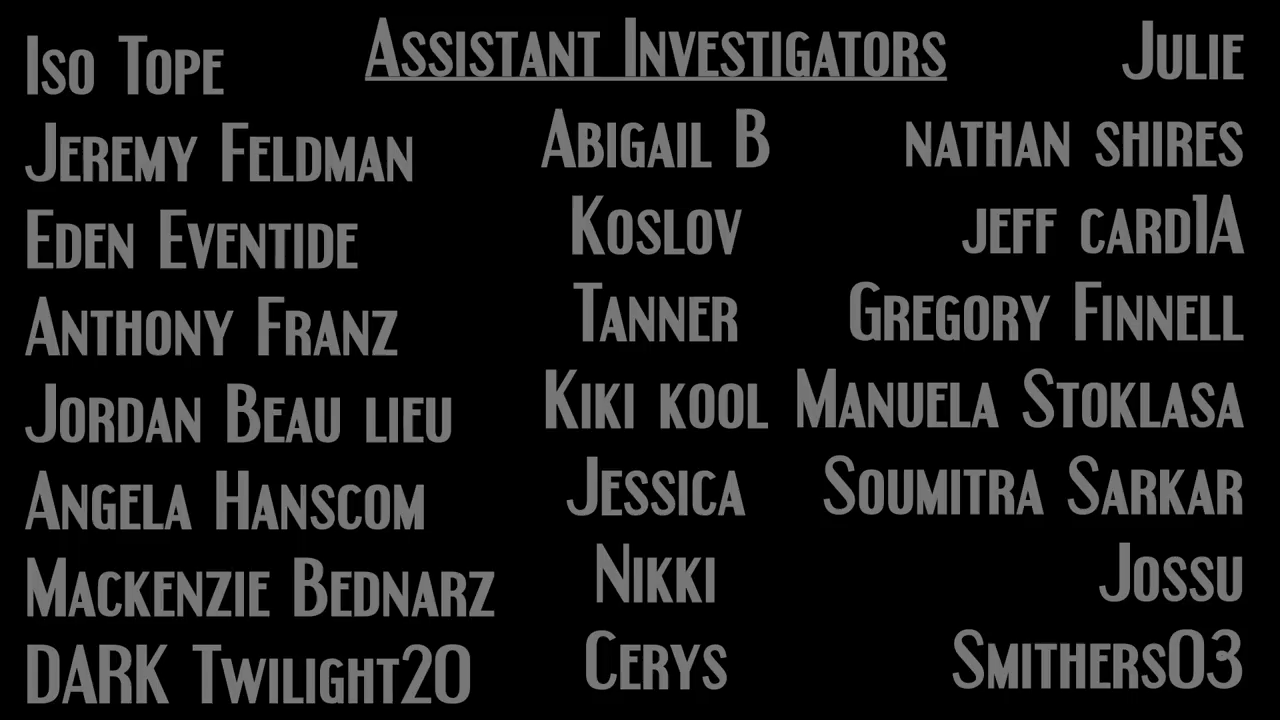 Assistant Investigators
Iso Tope
Jeremy Feldman
Eden Eventide
Anthony Franz
Jordan Beau lieu
Angela Hanscom
Mackenzie Bednarz
DARK Twilight20
Abigail B
Koslov
Tanner
Kiki kool
Jessica
Nikki
Cerys
Julie
nathan shires
jeff card1A
Gregory Finnell
Manuela Stoklasa
Soumitra Sarkar
Jossu
Smithers03